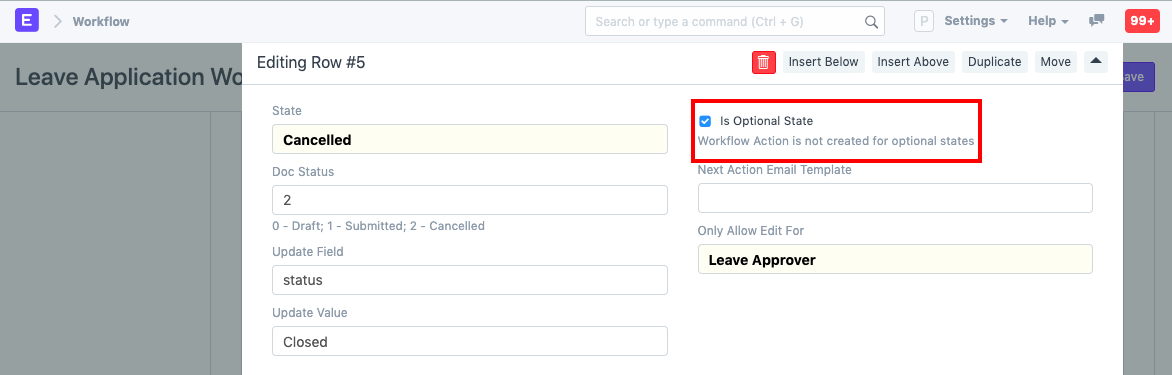 E
Workflow
Search or type a command (Ctrl + G)
P
Settings
Help
99+
Leave Application Wo
ave
Editing Row #5
Insert Below
Insert Above
Duplicate
Move
State
Cancelled
Doc Status
2
0 - Draft; 1 - Submitted; 2 - Cancelled
Update Field
status
Update Value
Closed
Is Optional State
Workflow Action is not created for optional states
Next Action Email Template
Only Allow Edit For
Leave Approver